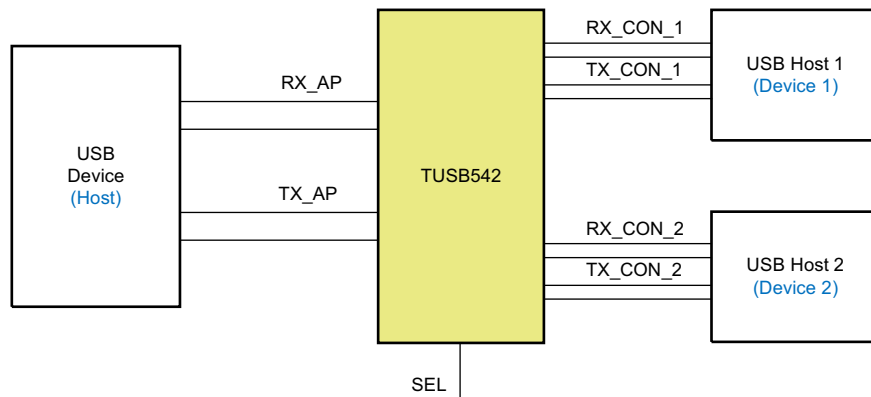 USB
Device
(Host)
RX_AP
TX_AP
TUSB542
SEL
RX_CON_1
TX_CON_1
USB Host 1
(Device 1)
RX_CON_2
TX_CON_2
USB Host 2
(Device 2)